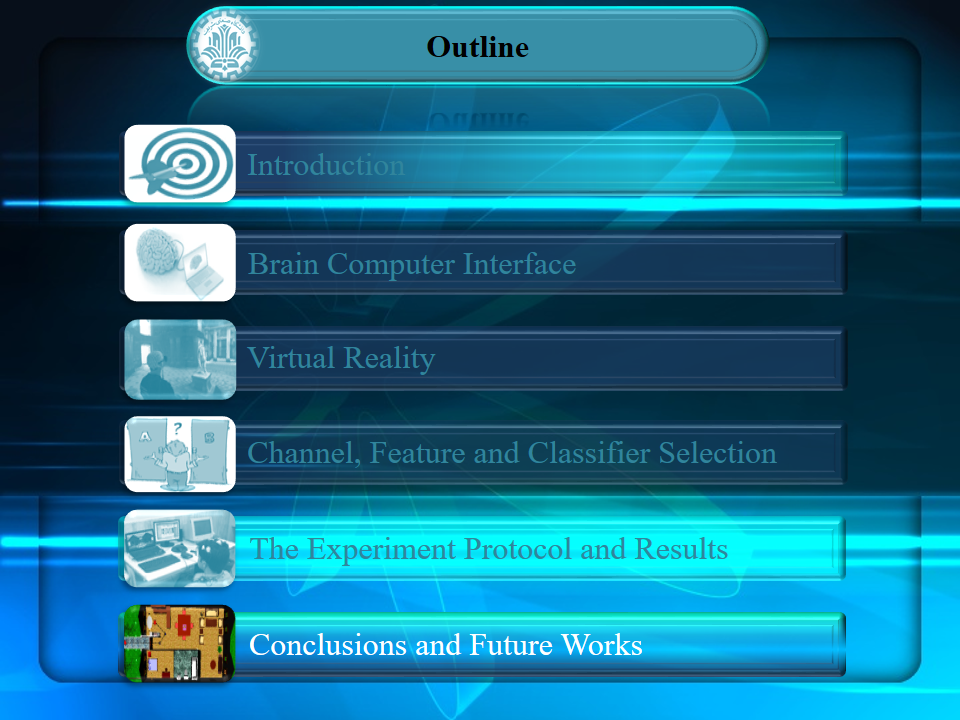 Outline
Introduction
Brain Computer Interface
Virtual Reality
A ? B
Channel, Feature and Classifier Selection
The Experiment Protocol and Results
Conclusions and Future Works